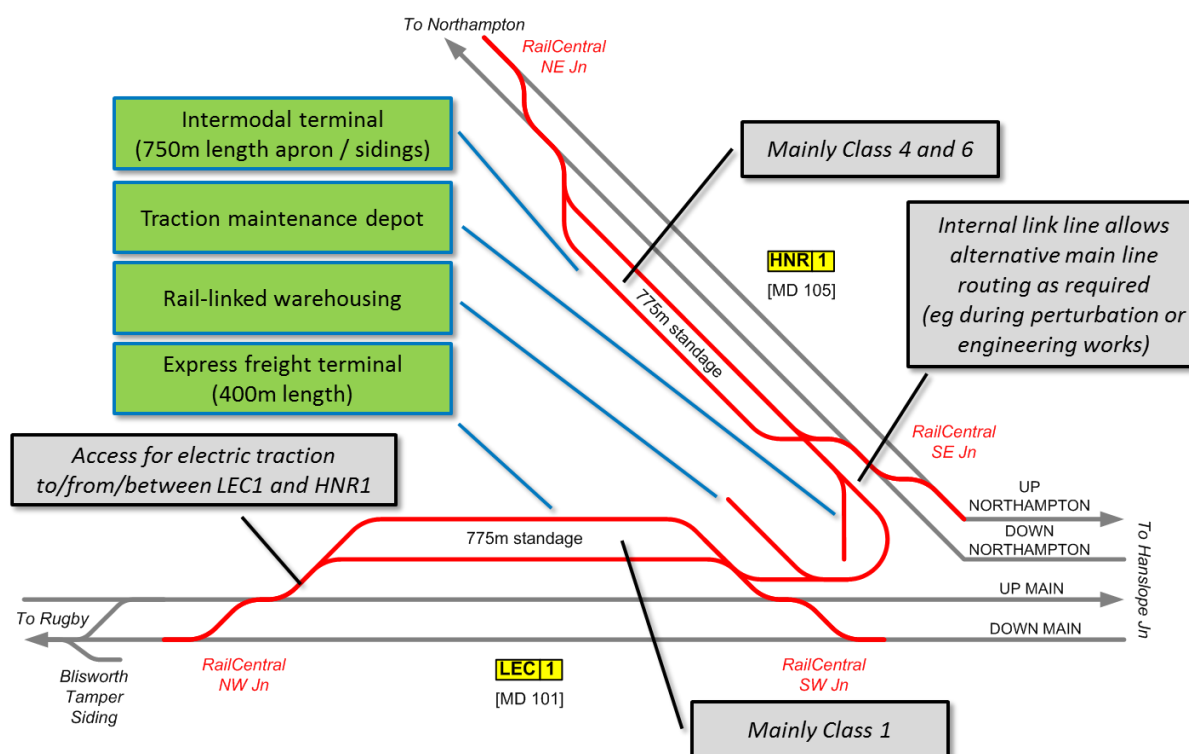 To Northampton
RailCentral
NE Jn
Intermodal terminal
(750m length apron / sidings)
Mainly Class 4 and 6
Traction maintenance depot
Internal link line allows
alternative main line
routing as required
(eg during perturbation or
engineering works)
HNR 1
[MD 105]
Rail-linked warehousing
775m standage
Express freight terminal
(400m length)
RailCentral
SE Jn
Access for electric traction
to/from/between LEC1 and HNR1
UP
NORTHAMPTON
DOWN
NORTHAMPTON
To Hanslope Jn
775m standage
UP MAIN
To Rugby
DOWN MAIN
Blisworth
Tamper
Siding
RailCentral
NW Jn
LEC 1
[MD 101]
RailCentral
SW Jn
Mainly Class 1